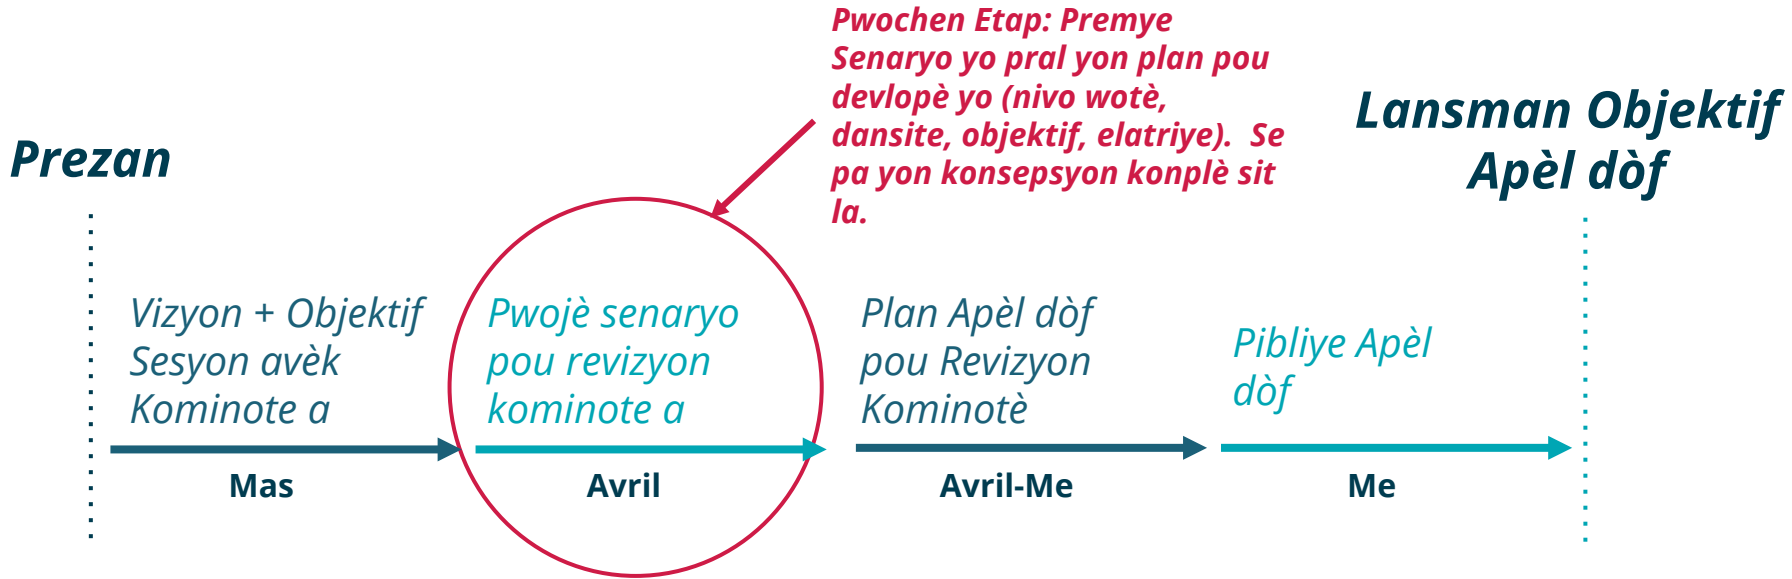 Pwochen Etap: Premye
Senaryo yo pral yon plan pou
devlopè yo (nivo wotè,
dansite, objektif, elatriye).  Se
pa yon konsepsyon konplè sit
la.
Prezan
Lansman Objektif
Apèl dòf
Vizyon + Objektif
Sesyon avèk
Kominote a
Mas
Pwojè senaryo
pou revizyon
kominote a
Avril
Plan Apèl dòf
pou Revizyon
Kominotè
Avril-Me
Pibliye Apèl
dòf
Me